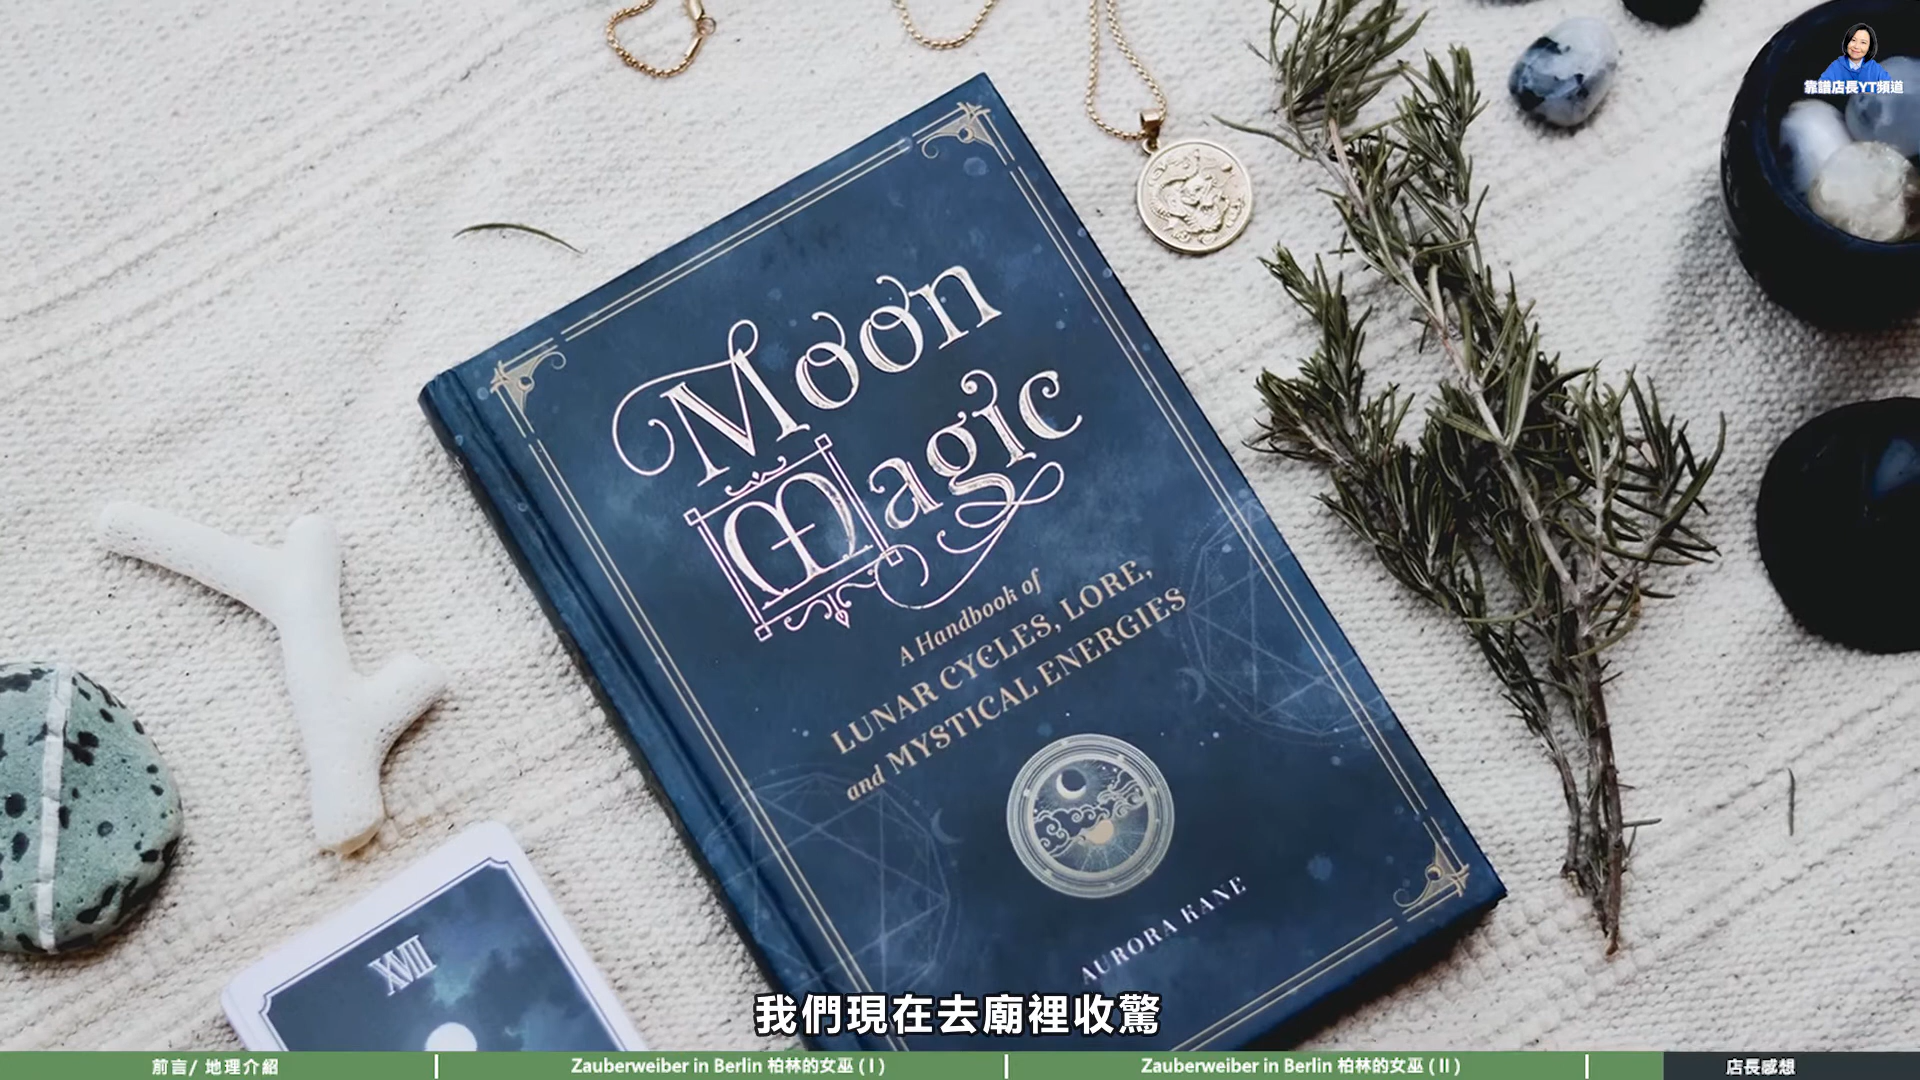 靠譜店長YT頻道
Moon
Magic
A Handbook of
LUNAR CYCLES, LORE,
and MYSTICAL ENERGIES
AURORA KANE
XVIII
我們現在去廟裡收驚
前言/ 地理介紹
Zauberweiber in Berlin 柏林的女巫 ( I )
Zauberweiber in Berlin 柏林的女巫 ( II )
店長感想